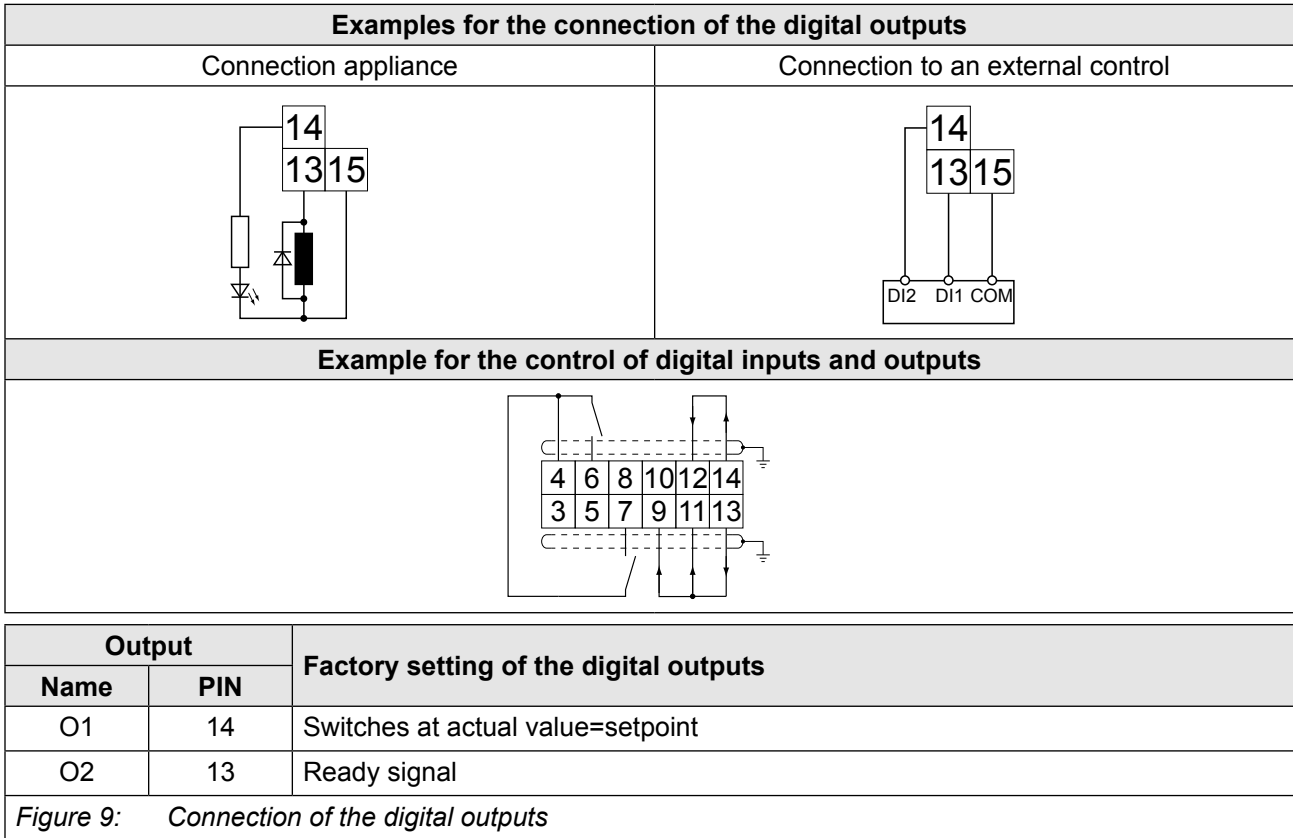 Examples for the connection of the digital outputs
Connection appliance
Connection to an external control
14
13 15
14
13 15
DI2 DI1 COM
Example for the control of digital inputs and outputs
4 6 8 10 12 14
3 5 7 9 11 13
Output
Factory setting of the digital outputs
Name PIN
O1 14 Switches at actual value=setpoint
O2 13 Ready signal
Figure 9: Connection of the digital outputs